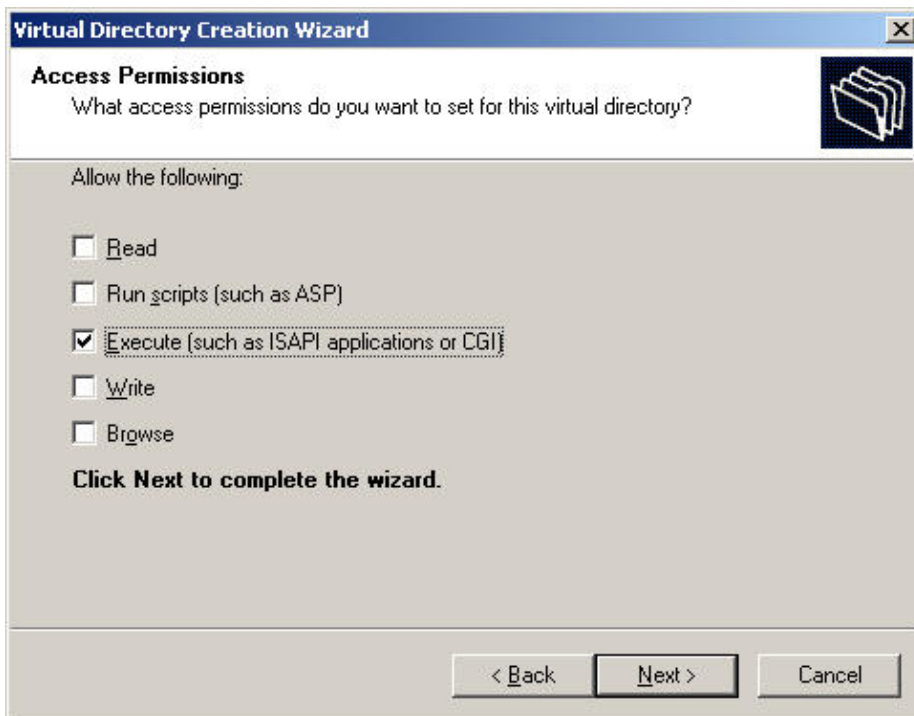 Virtual Directory Creation Wizard
Access Permissions
What access permissions do you want to set for this virtual directory?
Allow the following:
Read
Run scripts (such as ASP)
Execute (such as ISAPI applications or CGI)
Write
Browse
Click Next to complete the wizard.
< Back Next > Cancel